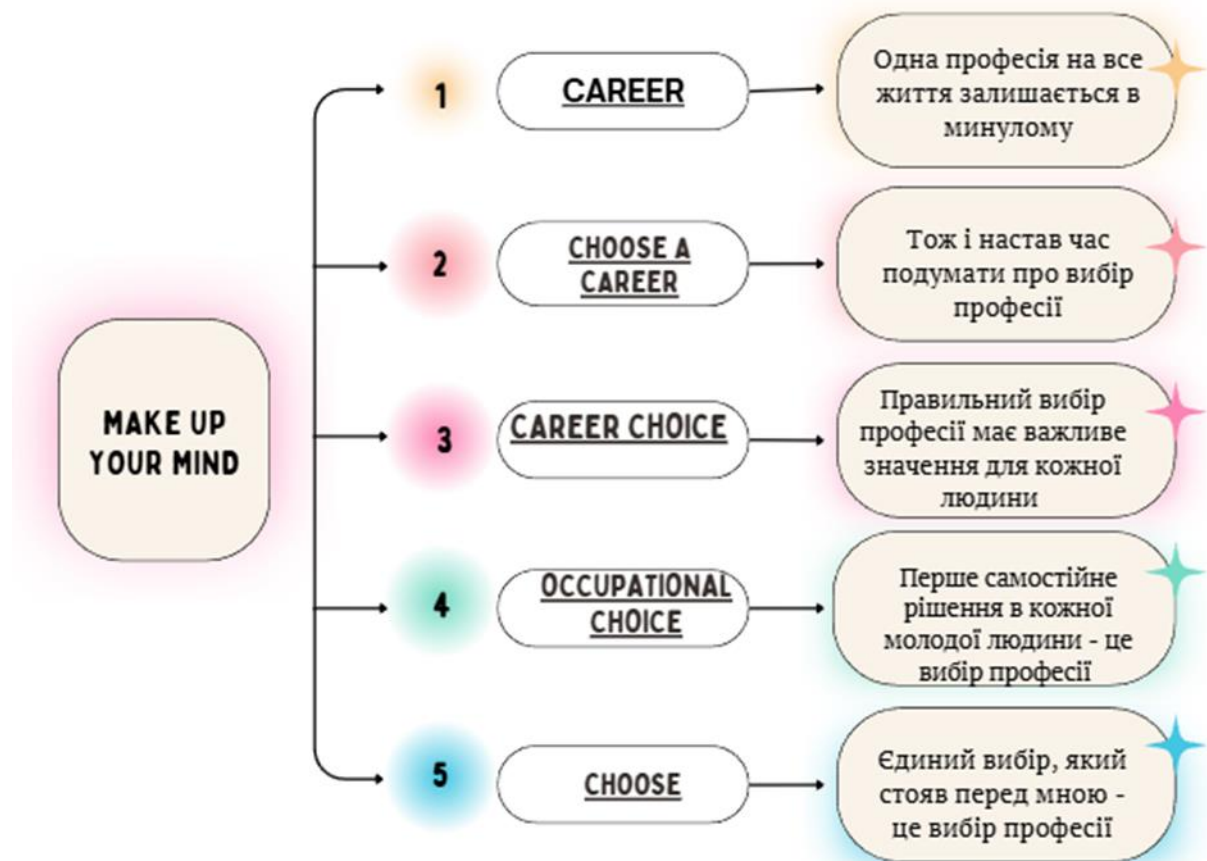 MAKE UP
YOUR MIND
1
CAREER
Одна професія на все
життя залишається в
минулому
2
CHOOSE A
CAREER
Тож і настав час
подумати про вибір
професії
3
CAREER CHOICE
Правильний вибір
професії має важливе
значення для кожної
людини
4
OCCUPATIONAL
CHOICE
Перше самостійне
рішення в кожної
молодої людини - це
вибір професії
5
CHOOSE
Єдиний вибір, який
стояв перед мною -
це вибір професії